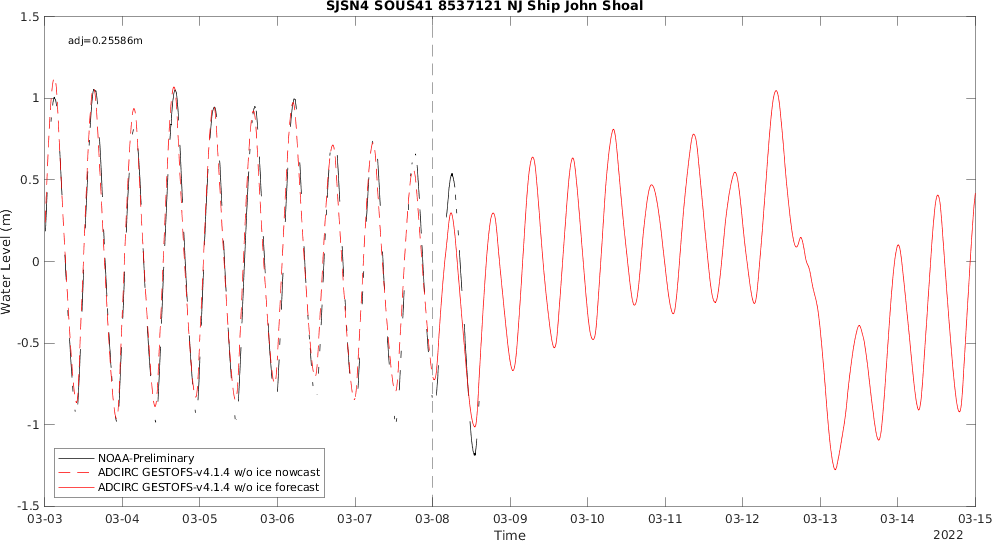 SJSN4 SOUS41 8537121 NJ Ship John Shoal
adj=0.25586m
Water Level (m)
1.5
1
0.5
0
-0.5
-1
-1.5
NOAA-Preliminary
ADCIRC GESTOFS-v4.1.4 w/o ice nowcast
ADCIRC GESTOFS-v4.1.4 w/o ice forecast
03-03 03-04 03-05 03-06 03-07 03-08 03-09 03-10 03-11 03-12 03-13 03-14 03-15
Time
2022